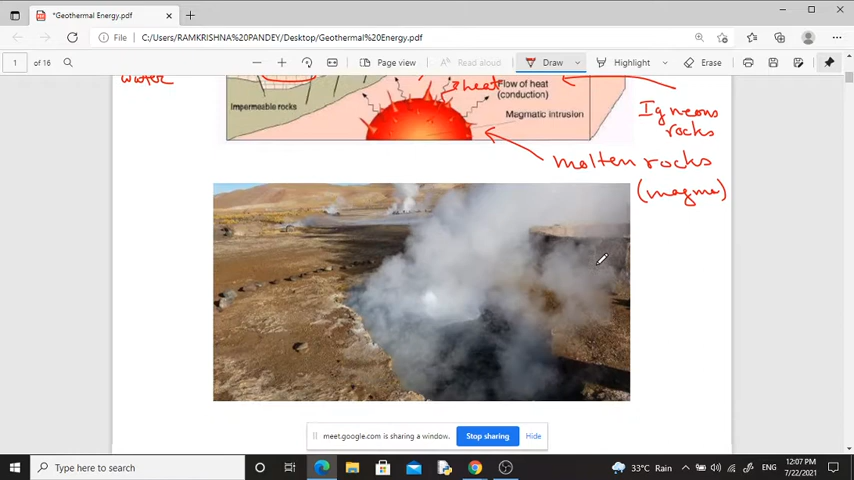 *Geothermal Energy.pdf
File
C:/Users/RAMKRISHNA%20PANDEY/Desktop/Geothermal%20Energy.pdf
1 of 16
Page view
Read aloud
Draw
Highlight
Erase
water
heat
Flow of heat
(conduction)
Impermeable rocks
Magmatic intrusion
Igneous
rocks
molten rocks
(magma)
meet.google.com is sharing a window.
Stop sharing
Hide
Type here to search
33°C Rain
ENG
12:07 PM
7/22/2021